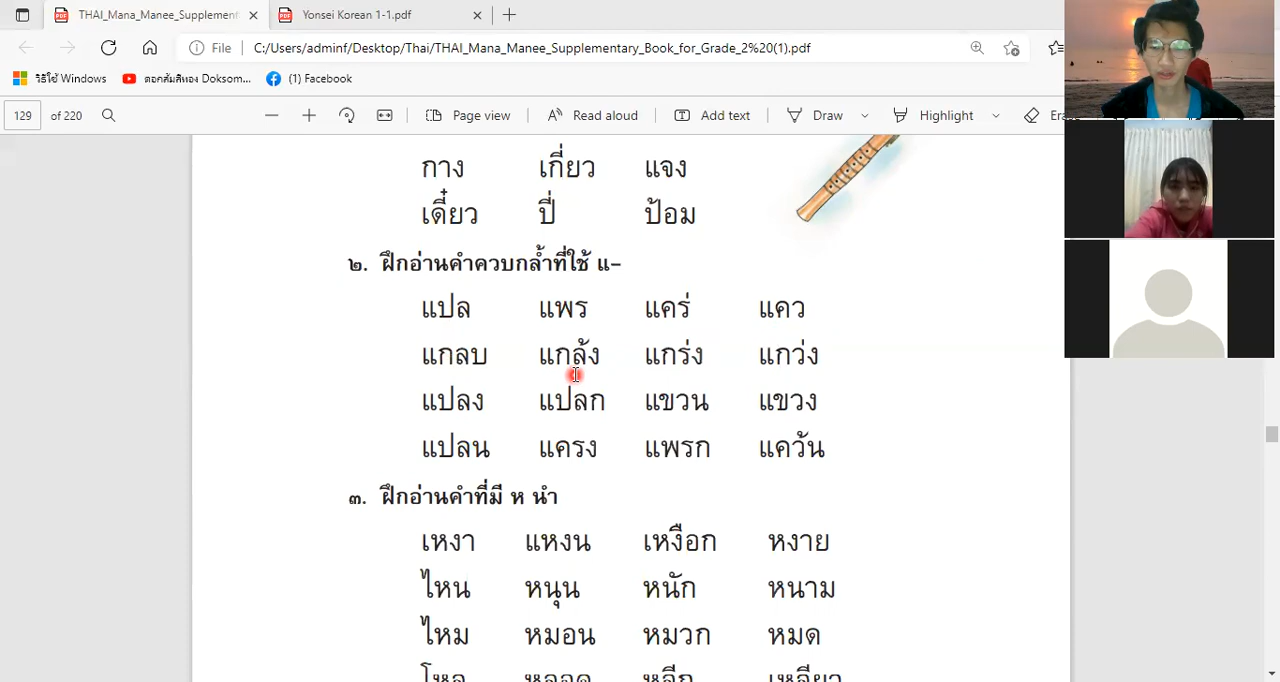 THAI_Mana_Manee_Supplement
Yonsei Korean 1-1.pdf
File C:/Users/adminf/Desktop/Thai/THAI_Mana_Manee_Supplementary_Book_for_Grade_2%20(1).pdf
วิธีใช้ Windows ดอกส้มสีทอง Doksom... (1) Facebook
129 of 220 Page view Read aloud Add text Draw Highlight
กาง เกี่ยว แจง
เดี๋ยว ปี่ ป้อม
๒. ฝึกอ่านคำควบกล้ำที่ใช้ แ-
แปล แพร แคร่ แคว
แกลบ แกล้ง แกร่ง แกว่ง
แปลง แปลก แขวน แขวง
แปลน แครง แพรก แคว้น
๓. ฝึกอ่านคำที่มี ห นำ
เหงา แหงน เหงือก หงาย
ไหน หนุน หนัก หนาม
ไหม หมอน หมวก หมด